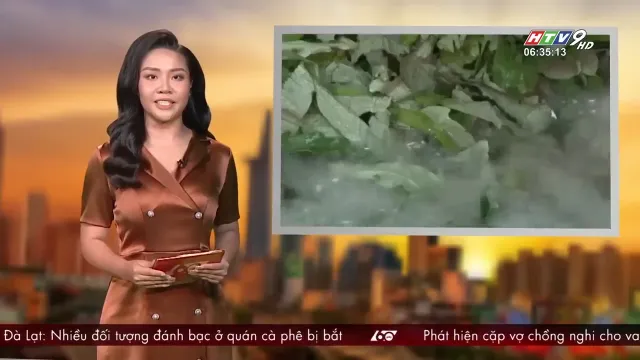 HTV9 HD
06:35:13
Đà Lạt: Nhiều đối tượng đánh bạc ở quán cà phê bị bắt
60
Phát hiện cặp vợ chồng nghi cho va